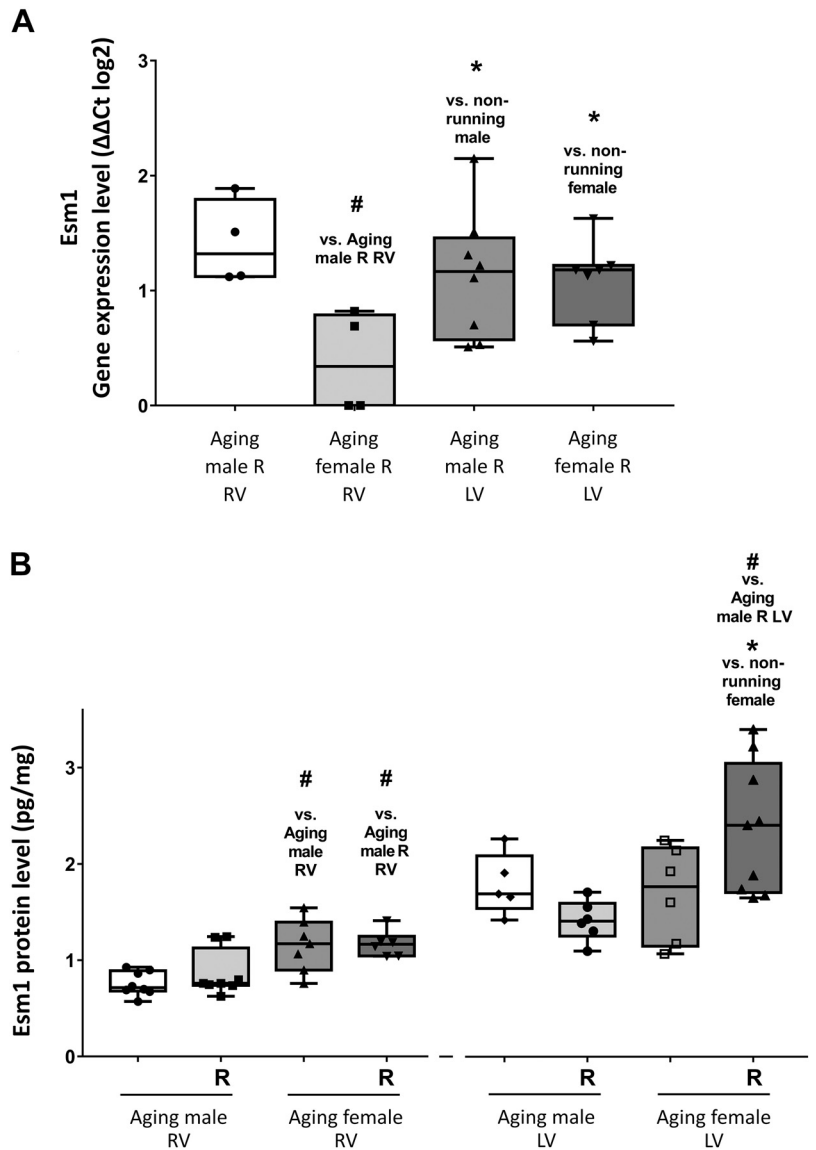 A
Esm1
Gene expression level (ΔΔCt log2)
3
2
1
0
*
vs. non-
running
male
*
vs. non-
running
female
#
vs. Aging
male R RV
Aging
male R
RV
Aging
female R
RV
Aging
male R
LV
Aging
female R
LV
B
Esm1 protein level (pg/mg)
3
2
1
0
#
vs.
Aging
male
RV
#
vs.
Aging
male R
RV
#
vs.
Aging
male R LV
*
vs. non-
running
female
R
R
R
R
Aging male
RV
Aging female
RV
Aging male
LV
Aging female
LV